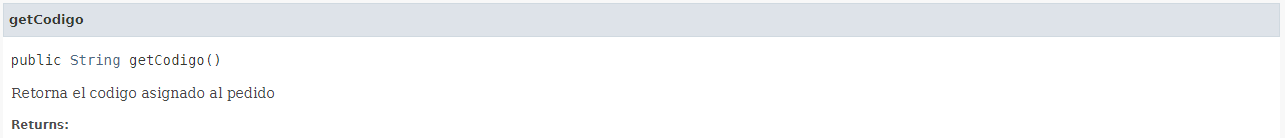 getCodigo
public String getCodigo()
Retorna el codigo asignado al pedido
Returns: